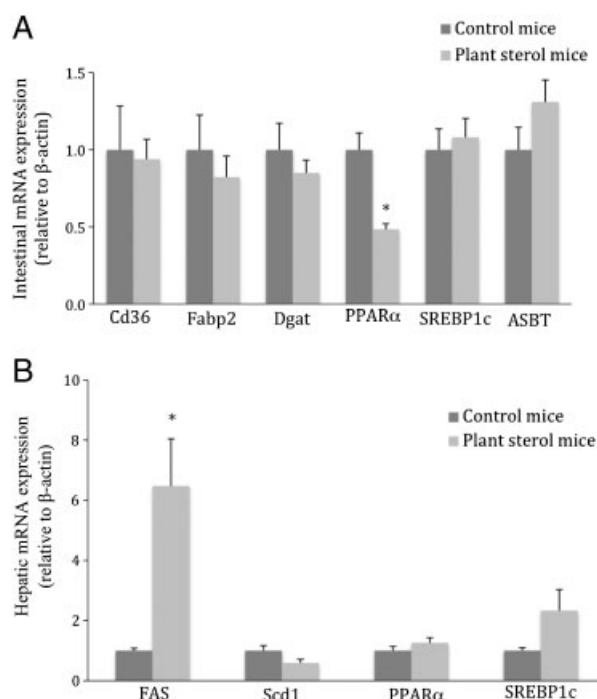 A
Control mice
Plant sterol mice
Intestinal mRNA expression
(relative to β-actin)
1.5
1.0
0.5
0.0
*
Cd36 Fabp2 Dgat PPARα SREBP1c ASBT
B
Control mice
Plant sterol mice
Hepatic mRNA expression
(relative to β-actin)
10
8
6
4
2
0
*
FAS Scd1 PPARα SREBP1c